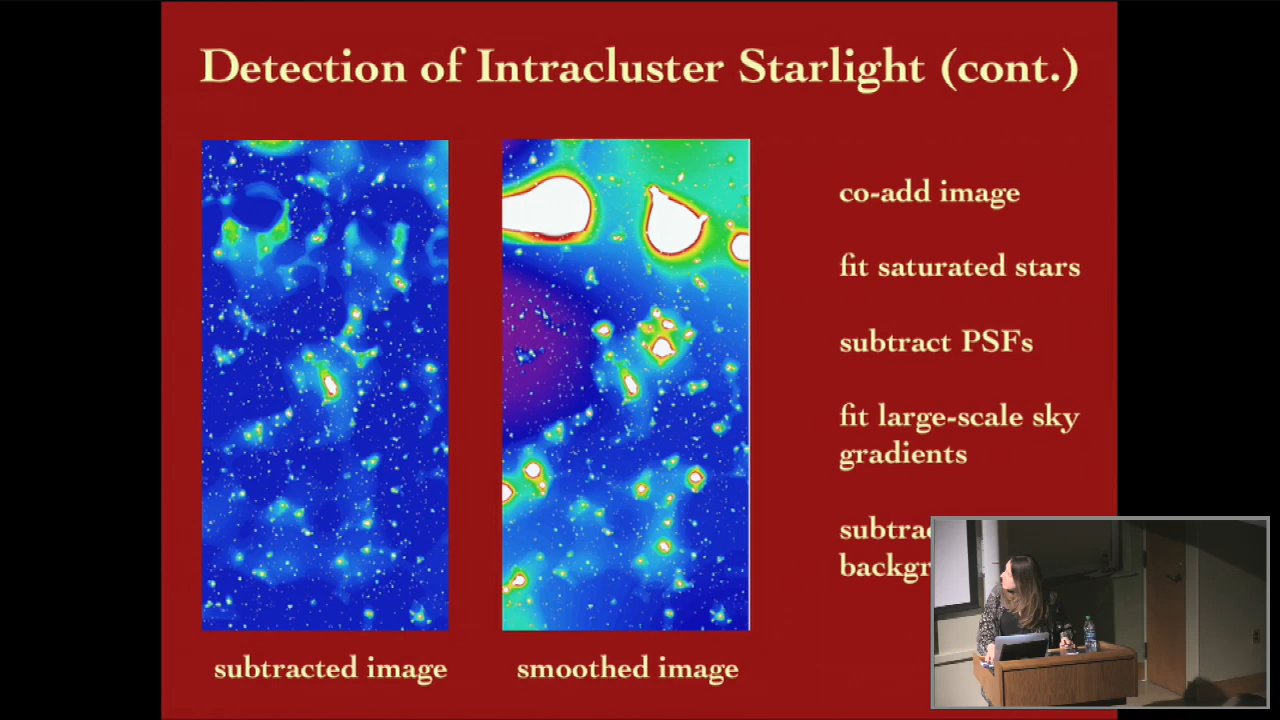 Detection of Intracluster Starlight (cont.)
co-add image
fit saturated stars
subtract PSFs
fit large-scale sky
gradients
subtrac
backgr
subtracted image
smoothed image